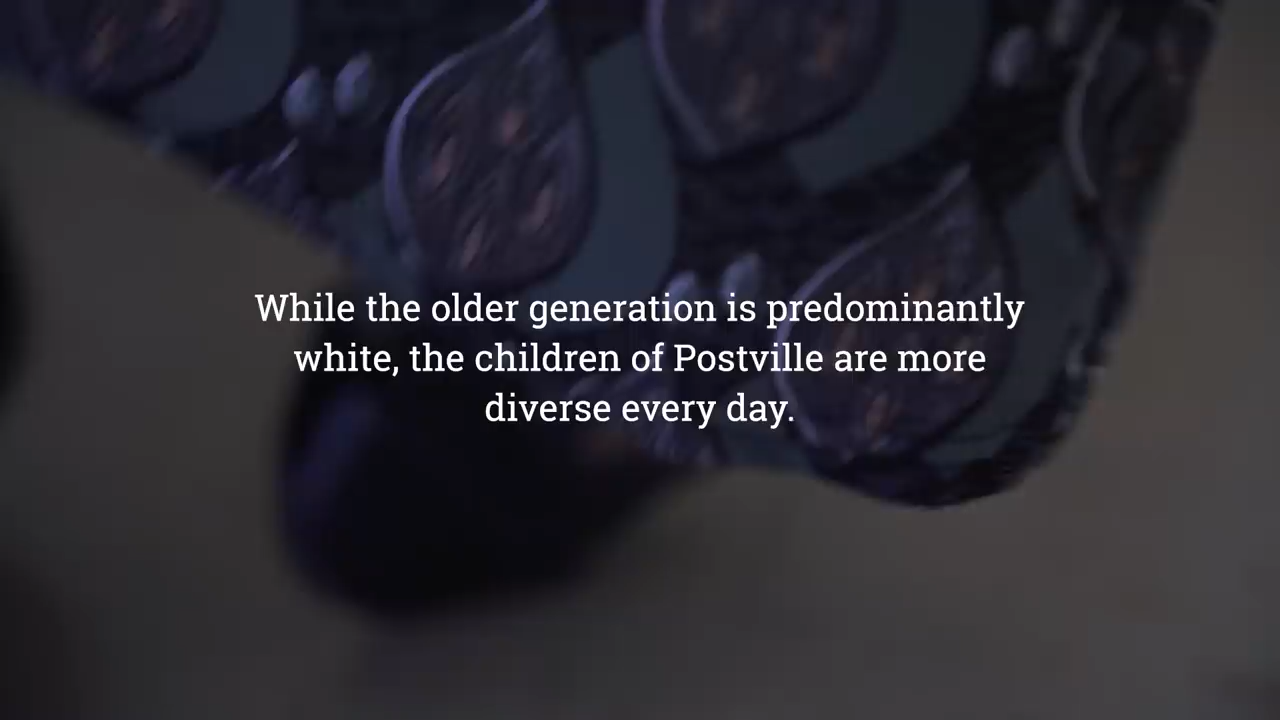 While the older generation is predominantly
white, the children of Postville are more
diverse every day.